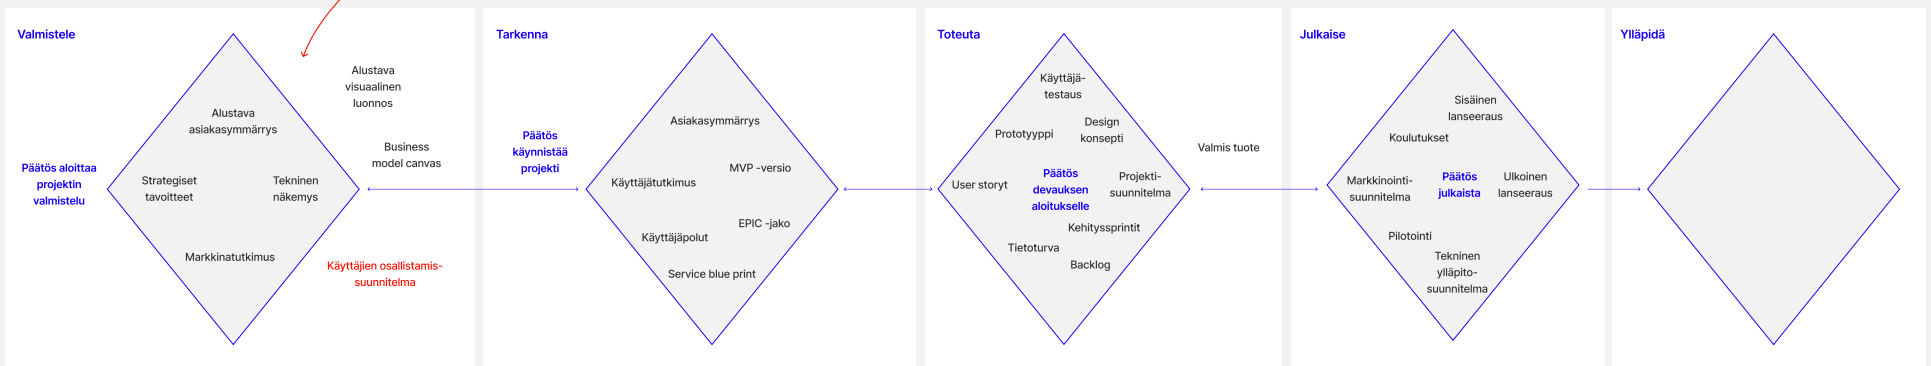 Valmistele
Alustava
visuaalinen
luonnos
Alustava
asiakasymmärrys
Business
model canvas
Päätös aloittaa
projektin
valmistelu
Strategiset
tavoitteet
Tekninen
näkemys
Markkinatutkimus
Käyttäjien osallistamis-
suunnitelma
Tarkenna
Päätös
käynnistää
projekti
Asiakasymmärrys
MVP -versio
Käyttäjätutkimus
EPIC -jako
Käyttäjäpolut
Service blue print
Toteuta
Käyttäjä-
testaus
Prototyyppi
Design
konsepti
User storyt
Päätös
devauksen
aloitukselle
Projekti-
suunnitelma
Kehityssprintit
Tietoturva
Backlog
Valmis tuote
Julkaise
Sisäinen
lanseeraus
Koulutukset
Markkinointi-
suunnitelma
Päätös
julkaista
Ulkoinen
lanseeraus
Pilotointi
Tekninen
ylläpito-
suunnitelma
Ylläpidä